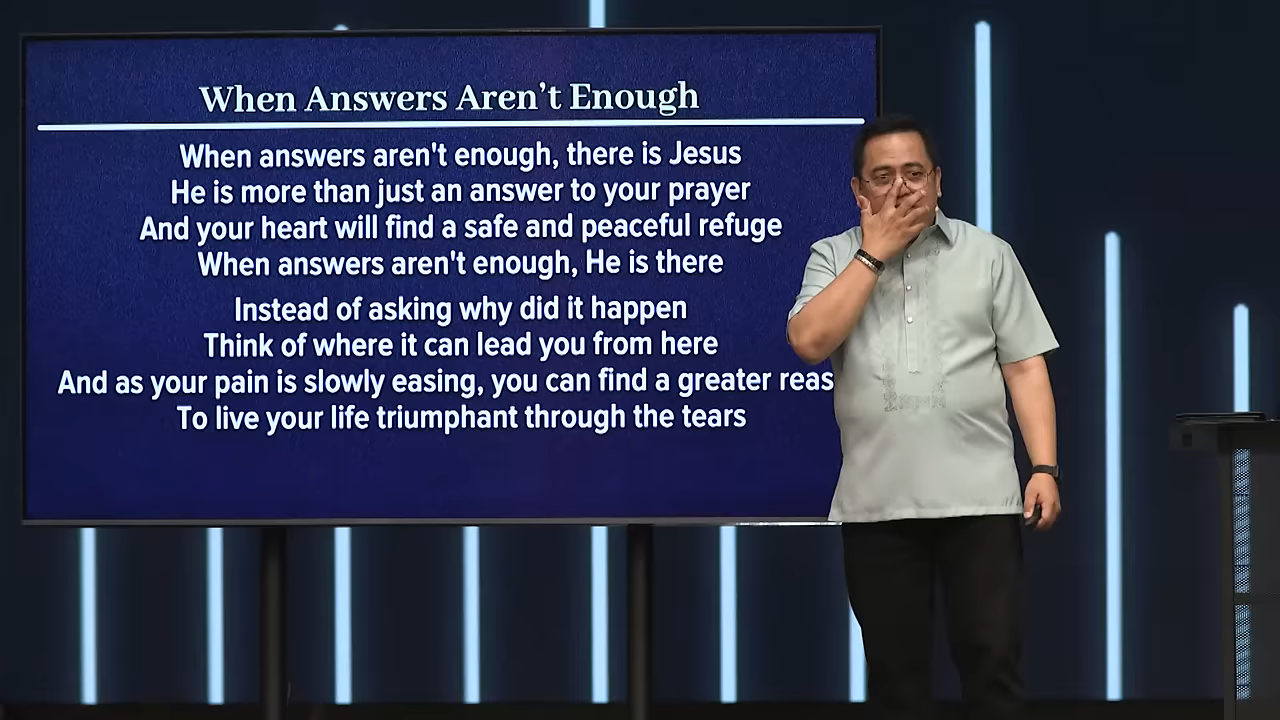 When Answers Aren't Enough
When answers aren't enough, there is Jesus
He is more than just an answer to your prayer
And your heart will find a safe and peaceful refuge
When answers aren't enough, He is there
Instead of asking why did it happen
Think of where it can lead you from here
And as your pain is slowly easing, you can find a greater reas
To live your life triumphant through the tears